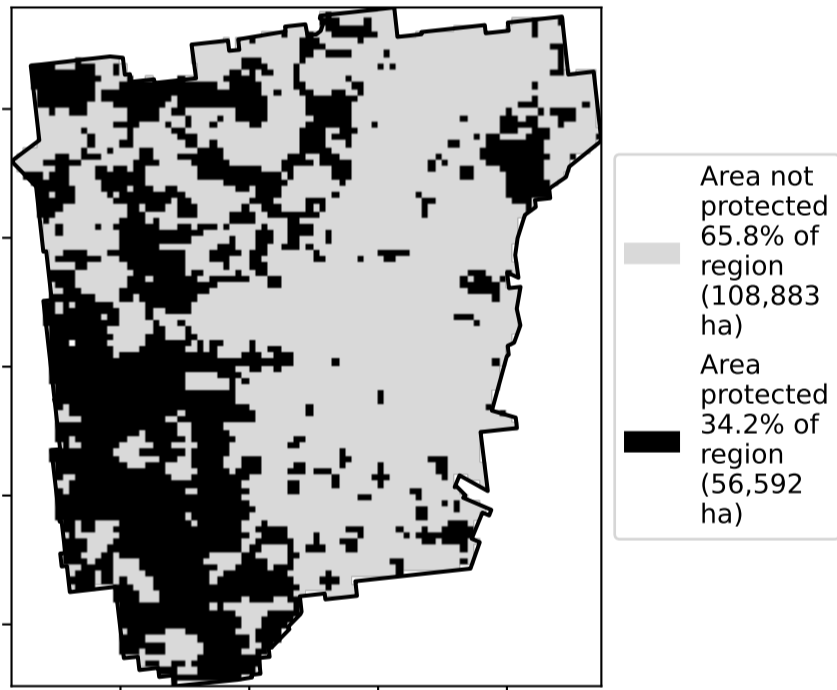 Area not
protected
65.8% of
region
(108,883
ha)
Area
protected
34.2% of
region
(56,592
ha)